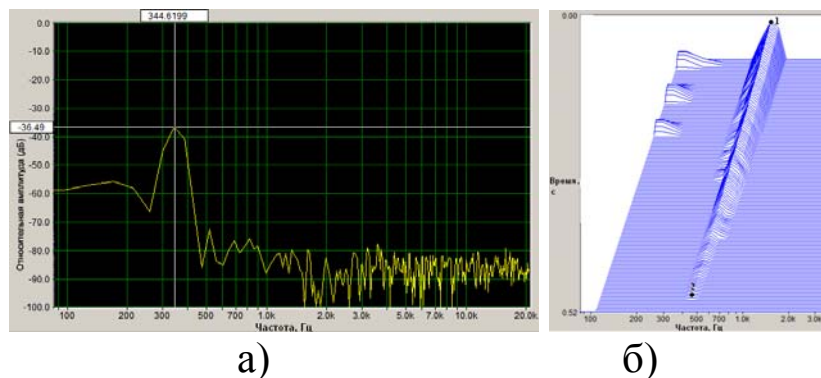 344.6199
0.0
-10.0
-20.0
-30.0
-36.49
-40.0
-50.0
-60.0
-70.0
-80.0
-90.0
-100.0
Относительная амплитуда (дБ)
100 200 300 500 700 1.0k 2.0k 3.0k 5.0k 7.0k 10.0k 20.0k
Частота, Гц
а)
0.00
1
Время,
с
2
0.52
100 200 300 500 1.0k 2.0k 3.0k
Частота, Гц
б)